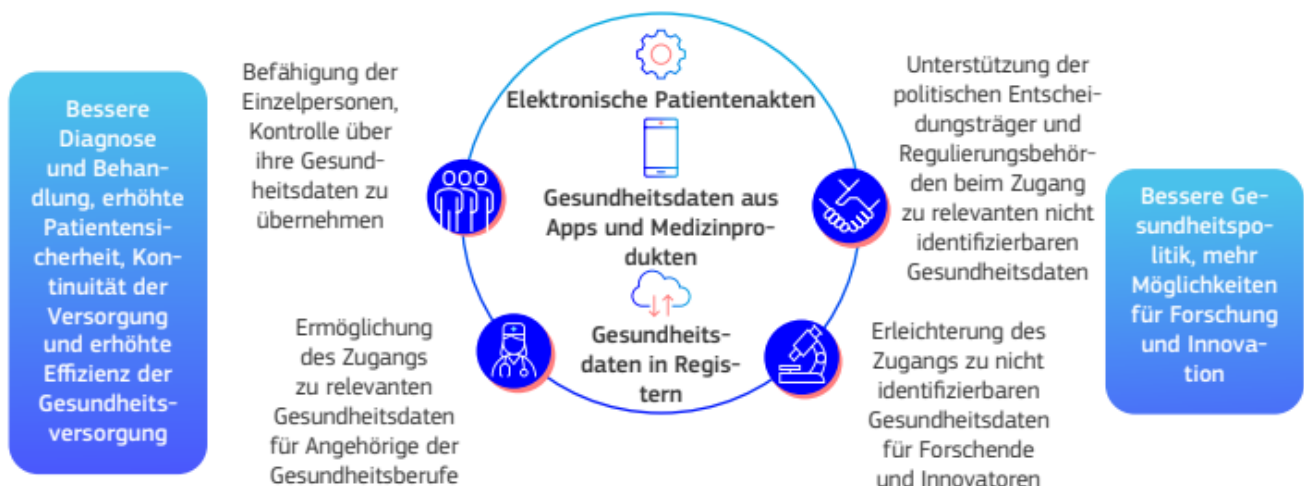 Bessere
Diagnose
und Behan-
dlung, erhöhte
Patientensi-
cherheit, Kon-
tinuität der
Versorgung
und erhöhte
Effizienz der
Gesundheits-
versorgung
Befähigung der
Einzelpersonen,
Kontrolle über
ihre Gesund-
heitsdaten zu
übernehmen
Ermöglichung
des Zugangs
zu relevanten
Gesundheitsdaten
für Angehörige der
Gesundheitsberufe
Elektronische Patientenakten
Gesundheitsdaten aus
Apps und Medizinpro-
dukten
Gesundheits-
daten in Regis-
tern
Unterstützung der
politischen Entschei-
dungsträger und
Regulierungsbehör-
den beim Zugang
zu relevanten nicht
identifizierbaren
Gesundheitsdaten
Erleichterung des
Zugangs zu nicht
identifizierbaren
Gesundheitsdaten
für Forschende
und Innovatoren
Bessere Ge-
sundheitspo-
litik, mehr
Möglichkeiten
für Forschung
und Innova-
tion